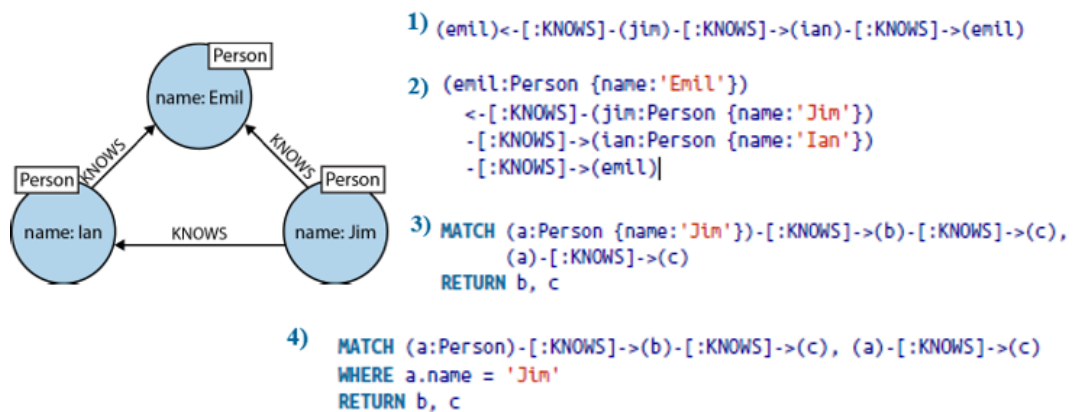 Person
name: Emil
KNOWS
KNOWS
Person
Person
name: Ian
KNOWS
name: Jim
1) (emil)<-[:KNOWS]-(jim)-[:KNOWS]->(ian)-[:KNOWS]->(emil)
2) (emil:Person {name:'Emil'})
<-[:KNOWS]-(jim:Person {name:'Jim'})
-[:KNOWS]->(ian:Person {name:'Ian'})
-[:KNOWS]->(emil)
3) MATCH (a:Person {name:'Jim'})-[:KNOWS]->(b)-[:KNOWS]->(c),
(a)-[:KNOWS]->(c)
RETURN b, c
4) MATCH (a:Person)-[:KNOWS]->(b)-[:KNOWS]->(c), (a)-[:KNOWS]->(c)
WHERE a.name = 'Jim'
RETURN b, c